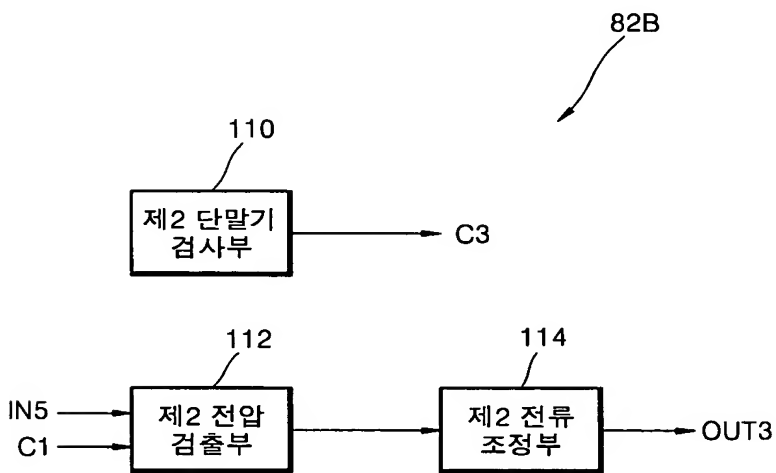 82B
110
제2 단말기
검사부
C3
112
114
IN5
C1
제2 전압
검출부
제2 전류
조정부
OUT3